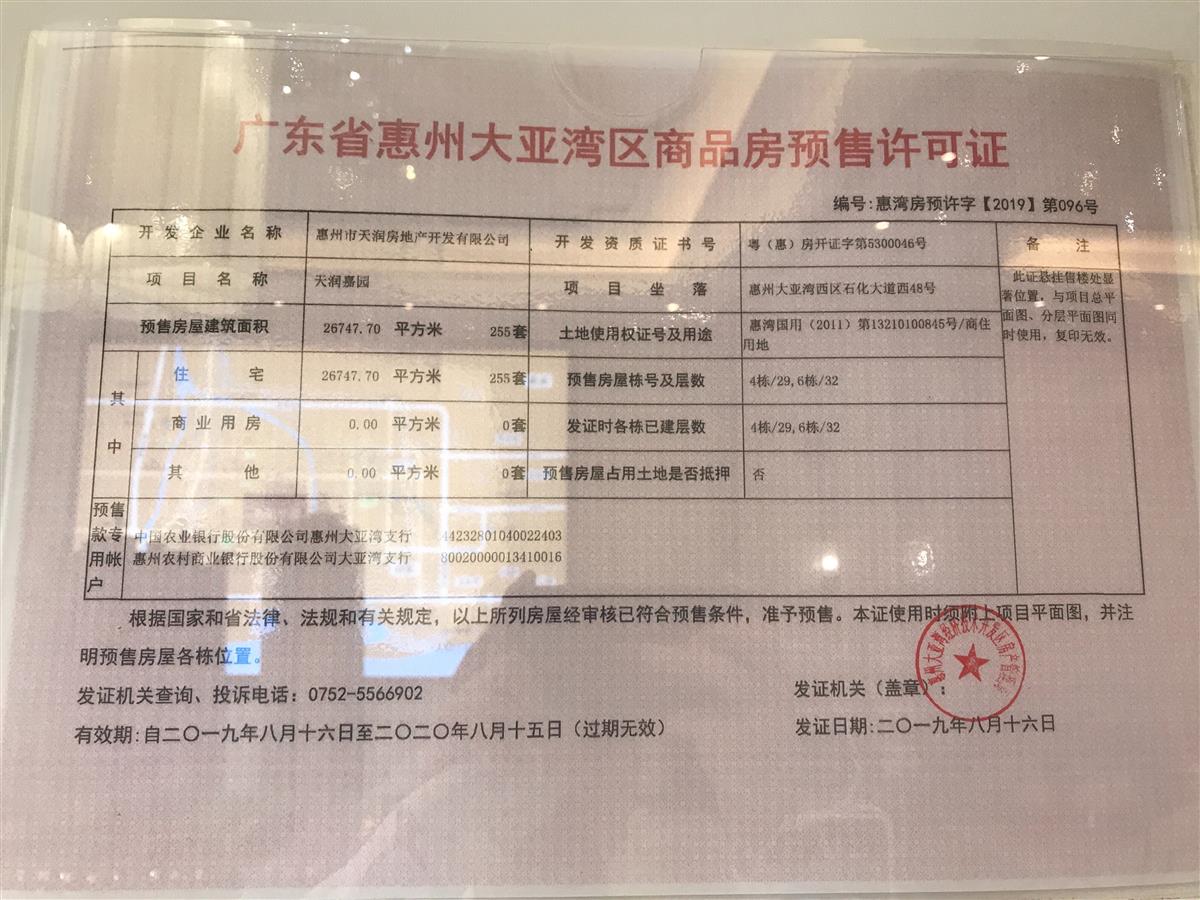 广东省惠州大亚湾区商品房预售许可证
编号:惠湾房预许字【2019】第096号
开发企业名称 惠州市天润房地产开发有限公司 开发资质证书号 粤（惠）房开证字第5300046号 备注
项目名称 天润嘉园 项目坐落 惠州大亚湾西区石化大道西48号
此证悬挂售楼处显
著位置，与项目总平
面图、分层平面图同
时使用，复印无效。
预售房屋建筑面积 26747.70 平方米 255套 土地使用权证号及用途 惠湾国用（2011）第13210100845号/商住
用地
其中
住宅 26747.70 平方米 255套 预售房屋栋号及层数 4栋/29,6栋/32
商业用房 0.00 平方米 0套 发证时各栋已建层数 4栋/29,6栋/32
其他 0.00 平方米 0套 预售房屋占用土地是否抵押 否
预售
款专
用帐
户
中国农业银行股份有限公司惠州大亚湾支行 44232801040022403
惠州农村商业银行股份有限公司大亚湾支行 80020000013410016
根据国家和省法律、法规和有关规定，以上所列房屋经审核已符合预售条件，准予预售。本证使用时须附上项目平面图，并注
明预售房屋各栋位置。
发证机关查询、投诉电话：0752-5566902 发证机关（盖章）：
有效期:自二〇一九年八月十六日至二〇二〇年八月十五日（过期无效） 发证日期:二〇一九年八月十六日